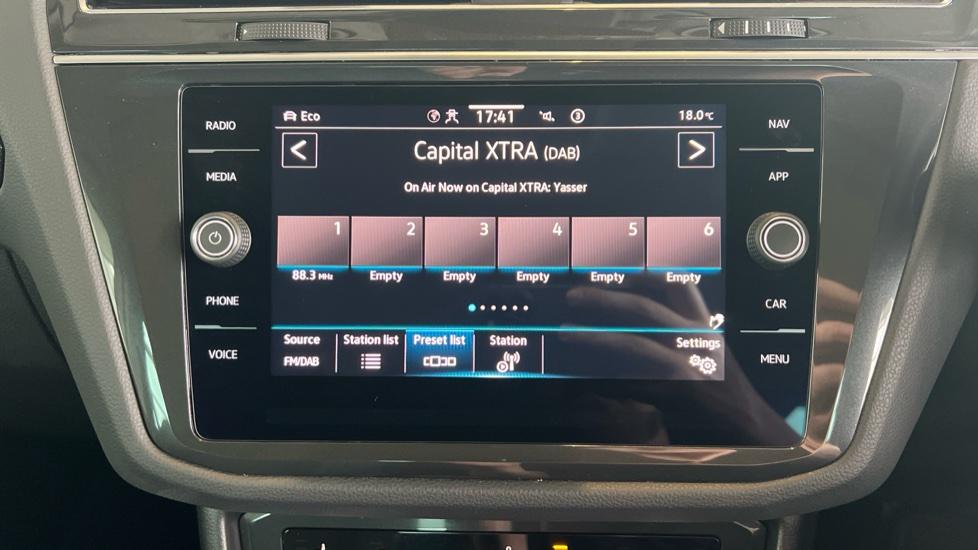 Eco 17:41 3 18.0°C
< Capital XTRA (DAB) >
On Air Now on Capital XTRA: Yasser
1 2 3 4 5 6
88.3 MHz Empty Empty Empty Empty Empty
Source Station list Preset list Station Settings
FM/DAB
RADIO
MEDIA
PHONE
VOICE
NAV
APP
CAR
MENU